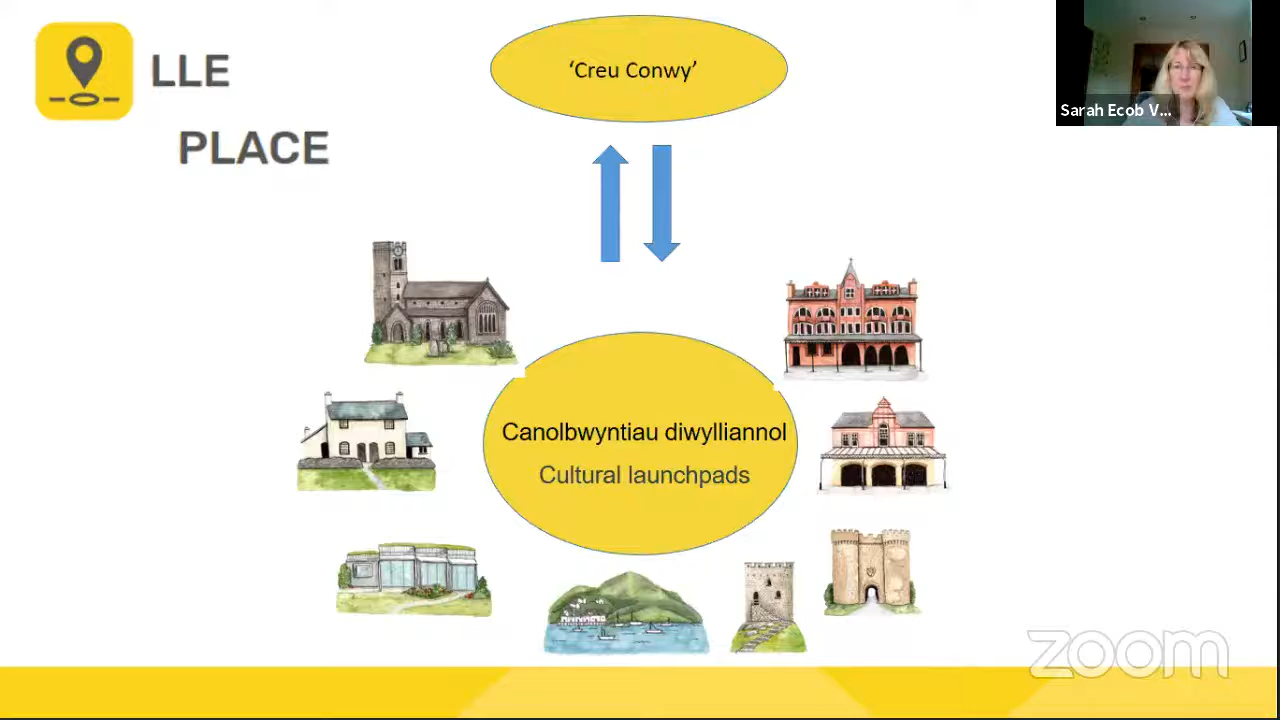 LLE
PLACE
‘Creu Conwy’
Sarah Ecob V...
Canolbwyntiau diwylliannol
Cultural launchpads
zoom